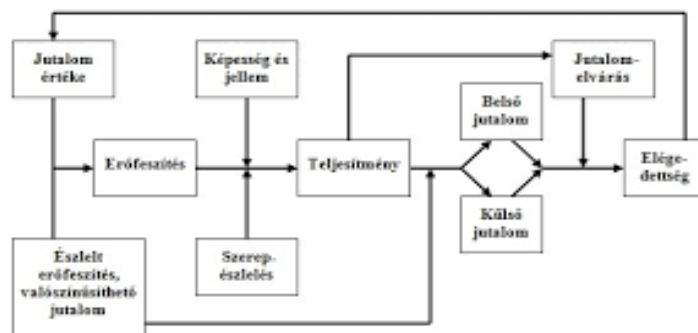 Jutalom
értéke
Képesség és
jellem
Jutalom-
elvárás
Belső
jutalom
Erőfeszítés
Teljesítmény
Elége-
dettség
Külső
jutalom
Észlelt
erőfeszítés,
valószínűsíthető
jutalom
Szerep-
észlelés